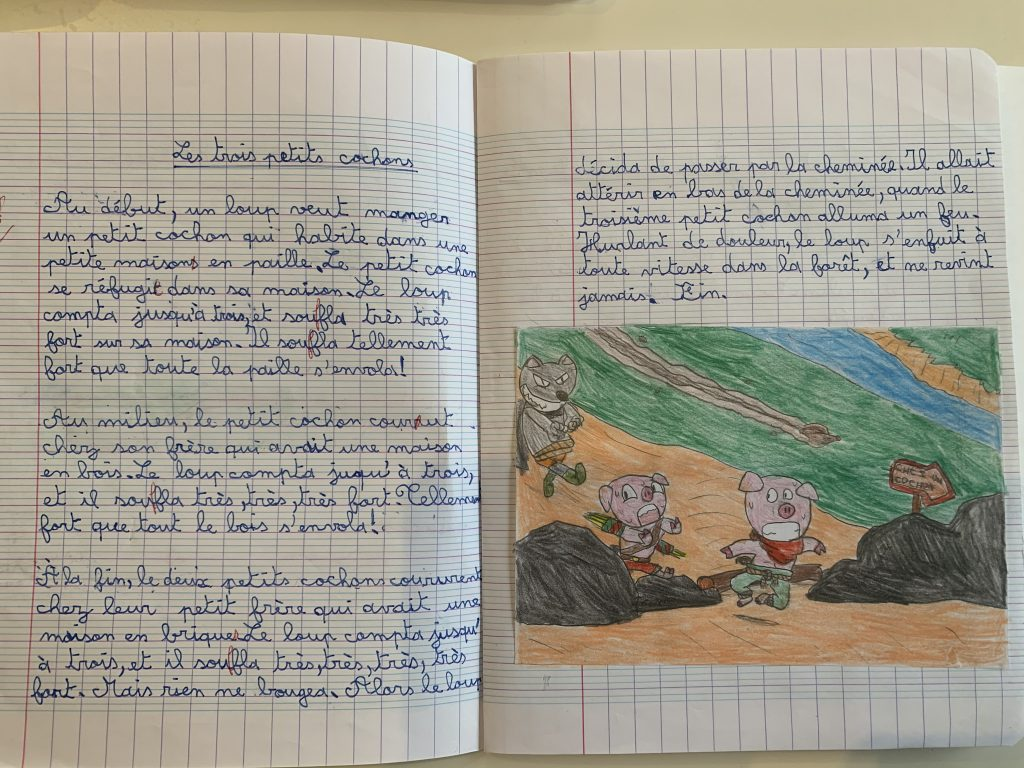 Les trois petits cochons
Au début, un loup veut manger
un petit cochon qui habite dans une
petite maison en paille. Le petit cochon
se réfugit dans sa maison. Le loup
compta jusqu'à trois, et souffla très très
fort sur sa maison. Il souffla tellement
fort que toute la paille s'envola!
Au milieu, le petit cochon courut
chez son frère qui avait une maison
en bois. Le loup compta juqu'à trois,
et il souffla très, très, très fort. Tellement
fort que tout le bois s'envola!
À la fin, le deux petits cochons coururent
chez leur petit frère qui avait une
maison en brique. Le loup compta jusqu'
à trois, et il souffla très, très, très, très
fort. Mais rien ne bougea. Alors le loup
décida de passer par la cheminée. Il allait
attérir en bas de la cheminée, quand le
troisième petit cochon alluma un feu.
Hurlant de douleur, le loup s'enfuit à
toute vitesse dans la forêt, et ne revint
jamais. Fin.
CHEZ
COCHON